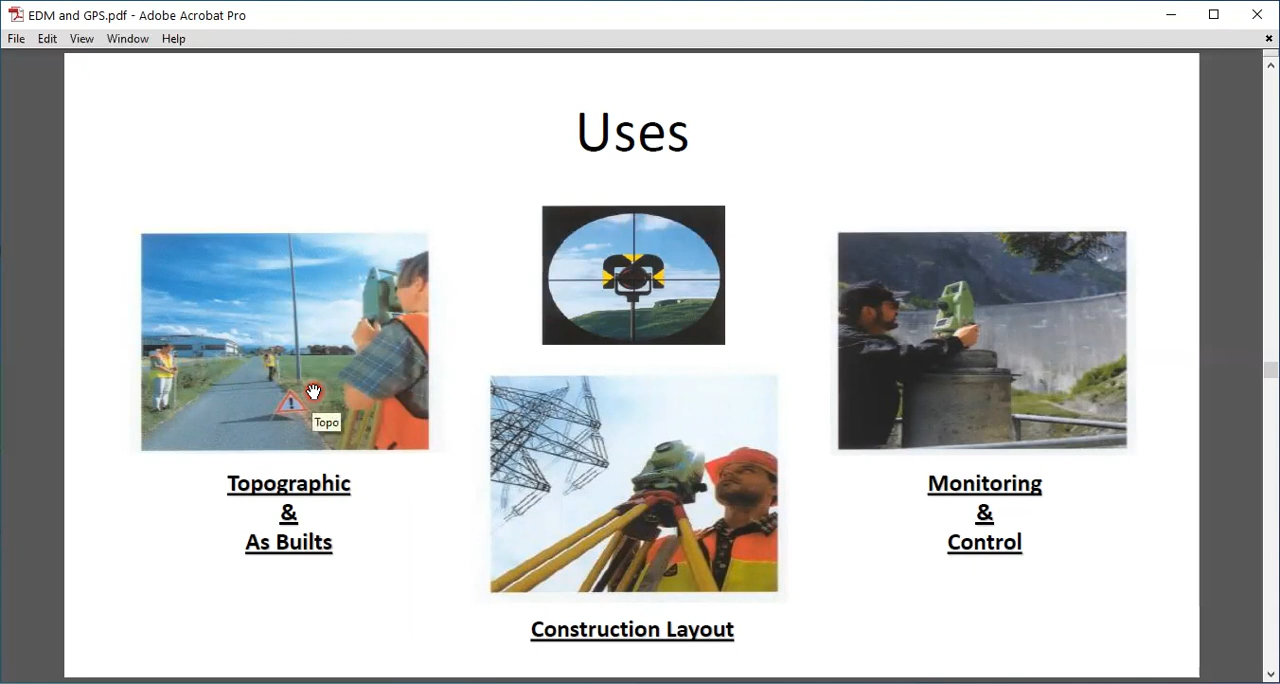 EDM and GPS.pdf - Adobe Acrobat Pro
File Edit View Window Help
Uses
Topo
Topographic
&
As Builts
Construction Layout
Monitoring
&
Control